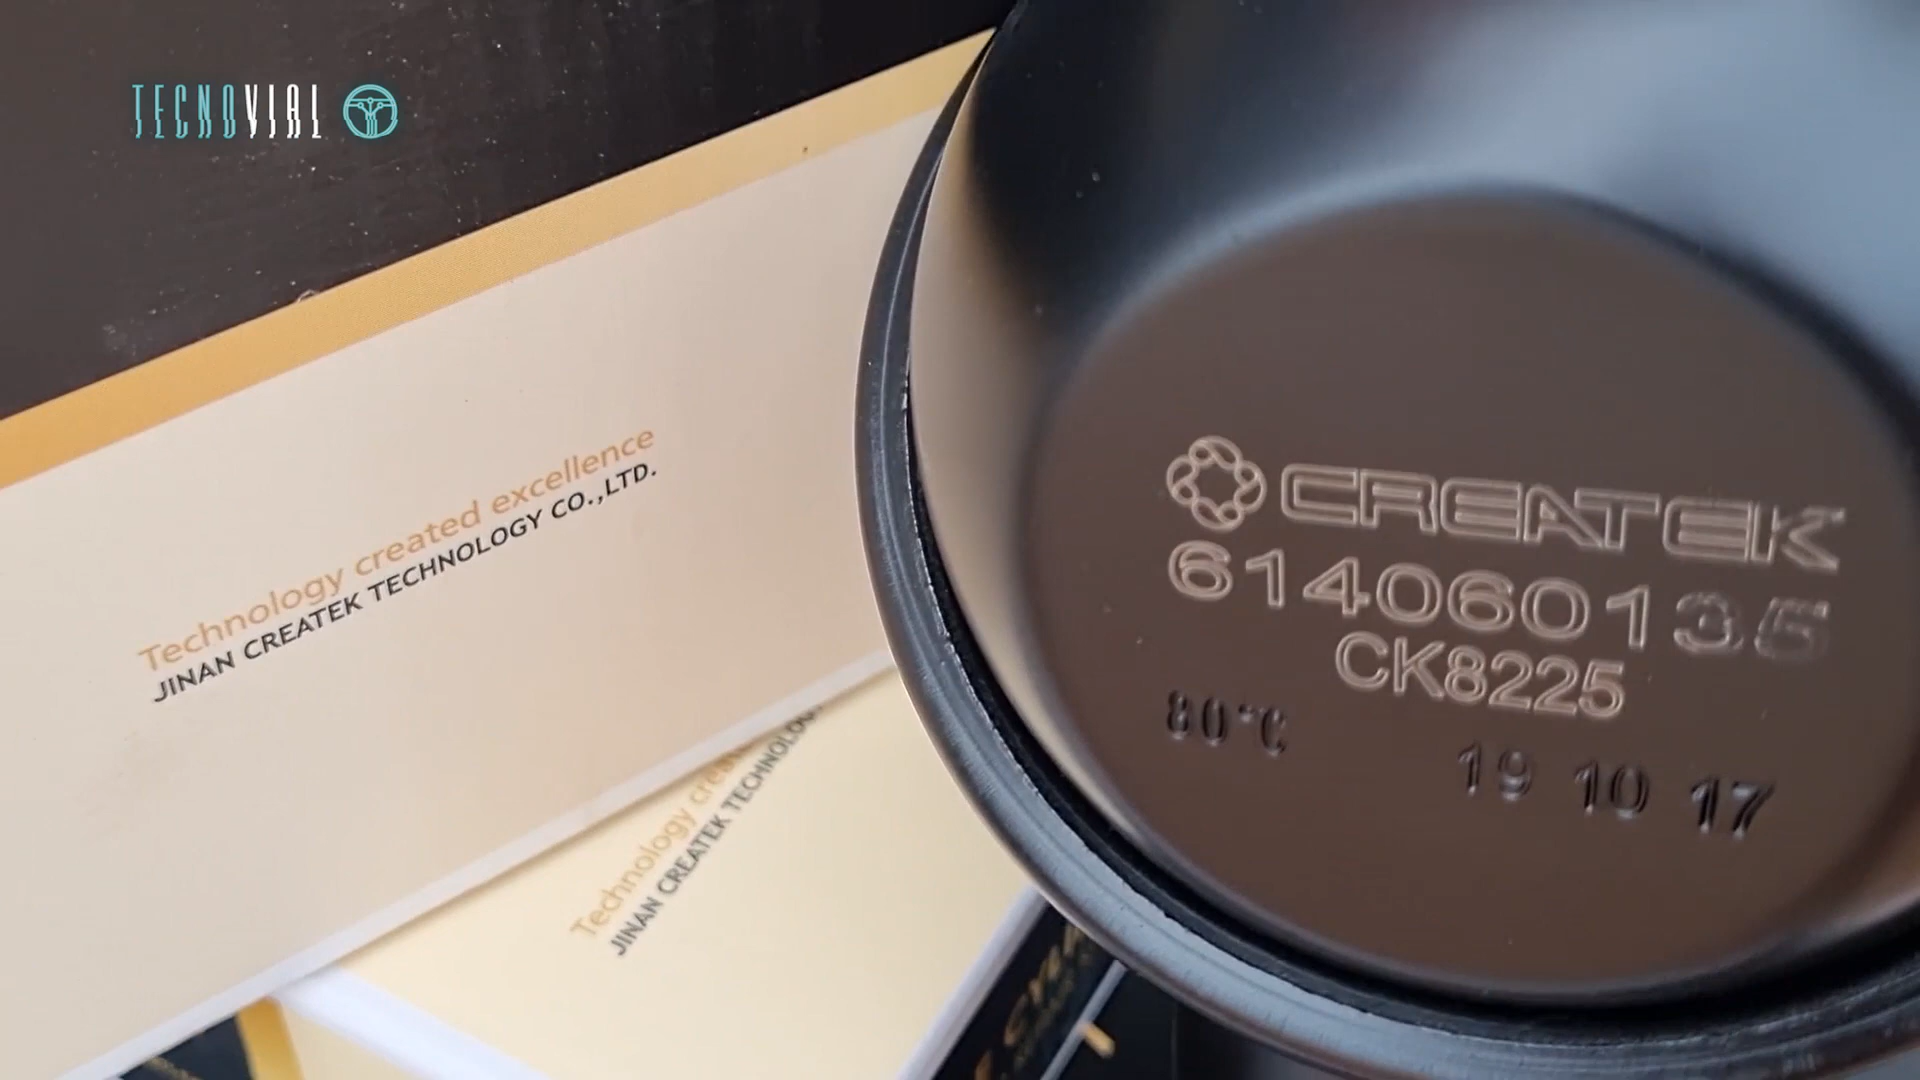 TECNOVIAL
Technology created excellence
JINAN CREATEK TECHNOLOGY CO.,LTD.
CREATEK
614060135
CK8225
80°C
19 10 17
Technology
JINAN CREATEK